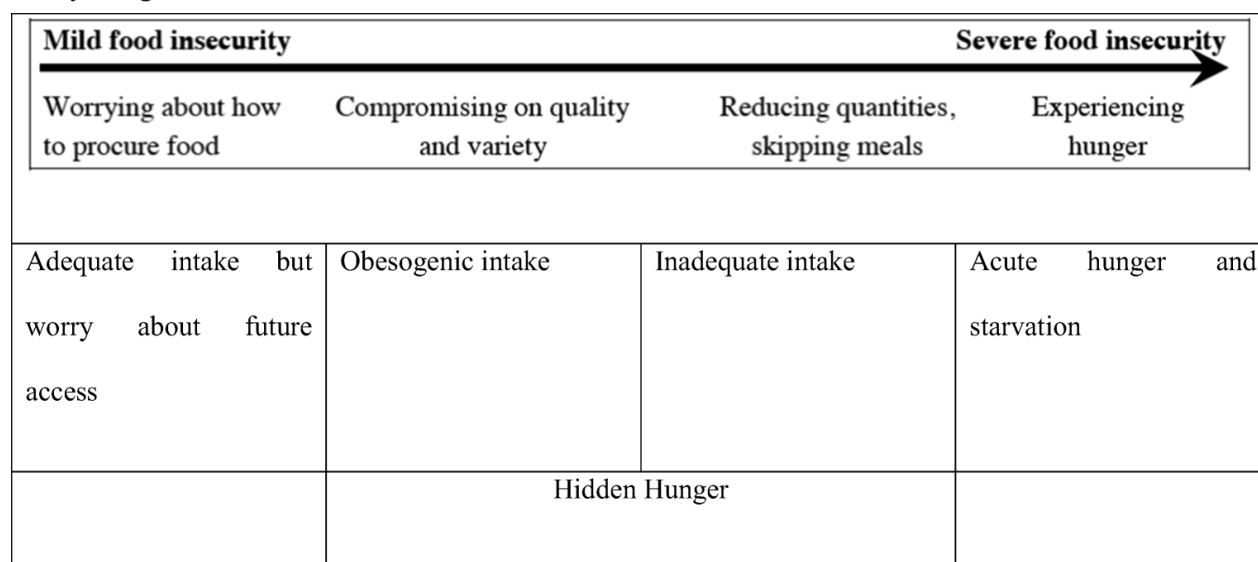 Mild food insecurity Severe food insecurity
Worrying about how Compromising on quality Reducing quantities, Experiencing
to procure food and variety skipping meals hunger
Adequate intake but Obesogenic intake Inadequate intake Acute hunger and
worry about future starvation
access
Hidden Hunger